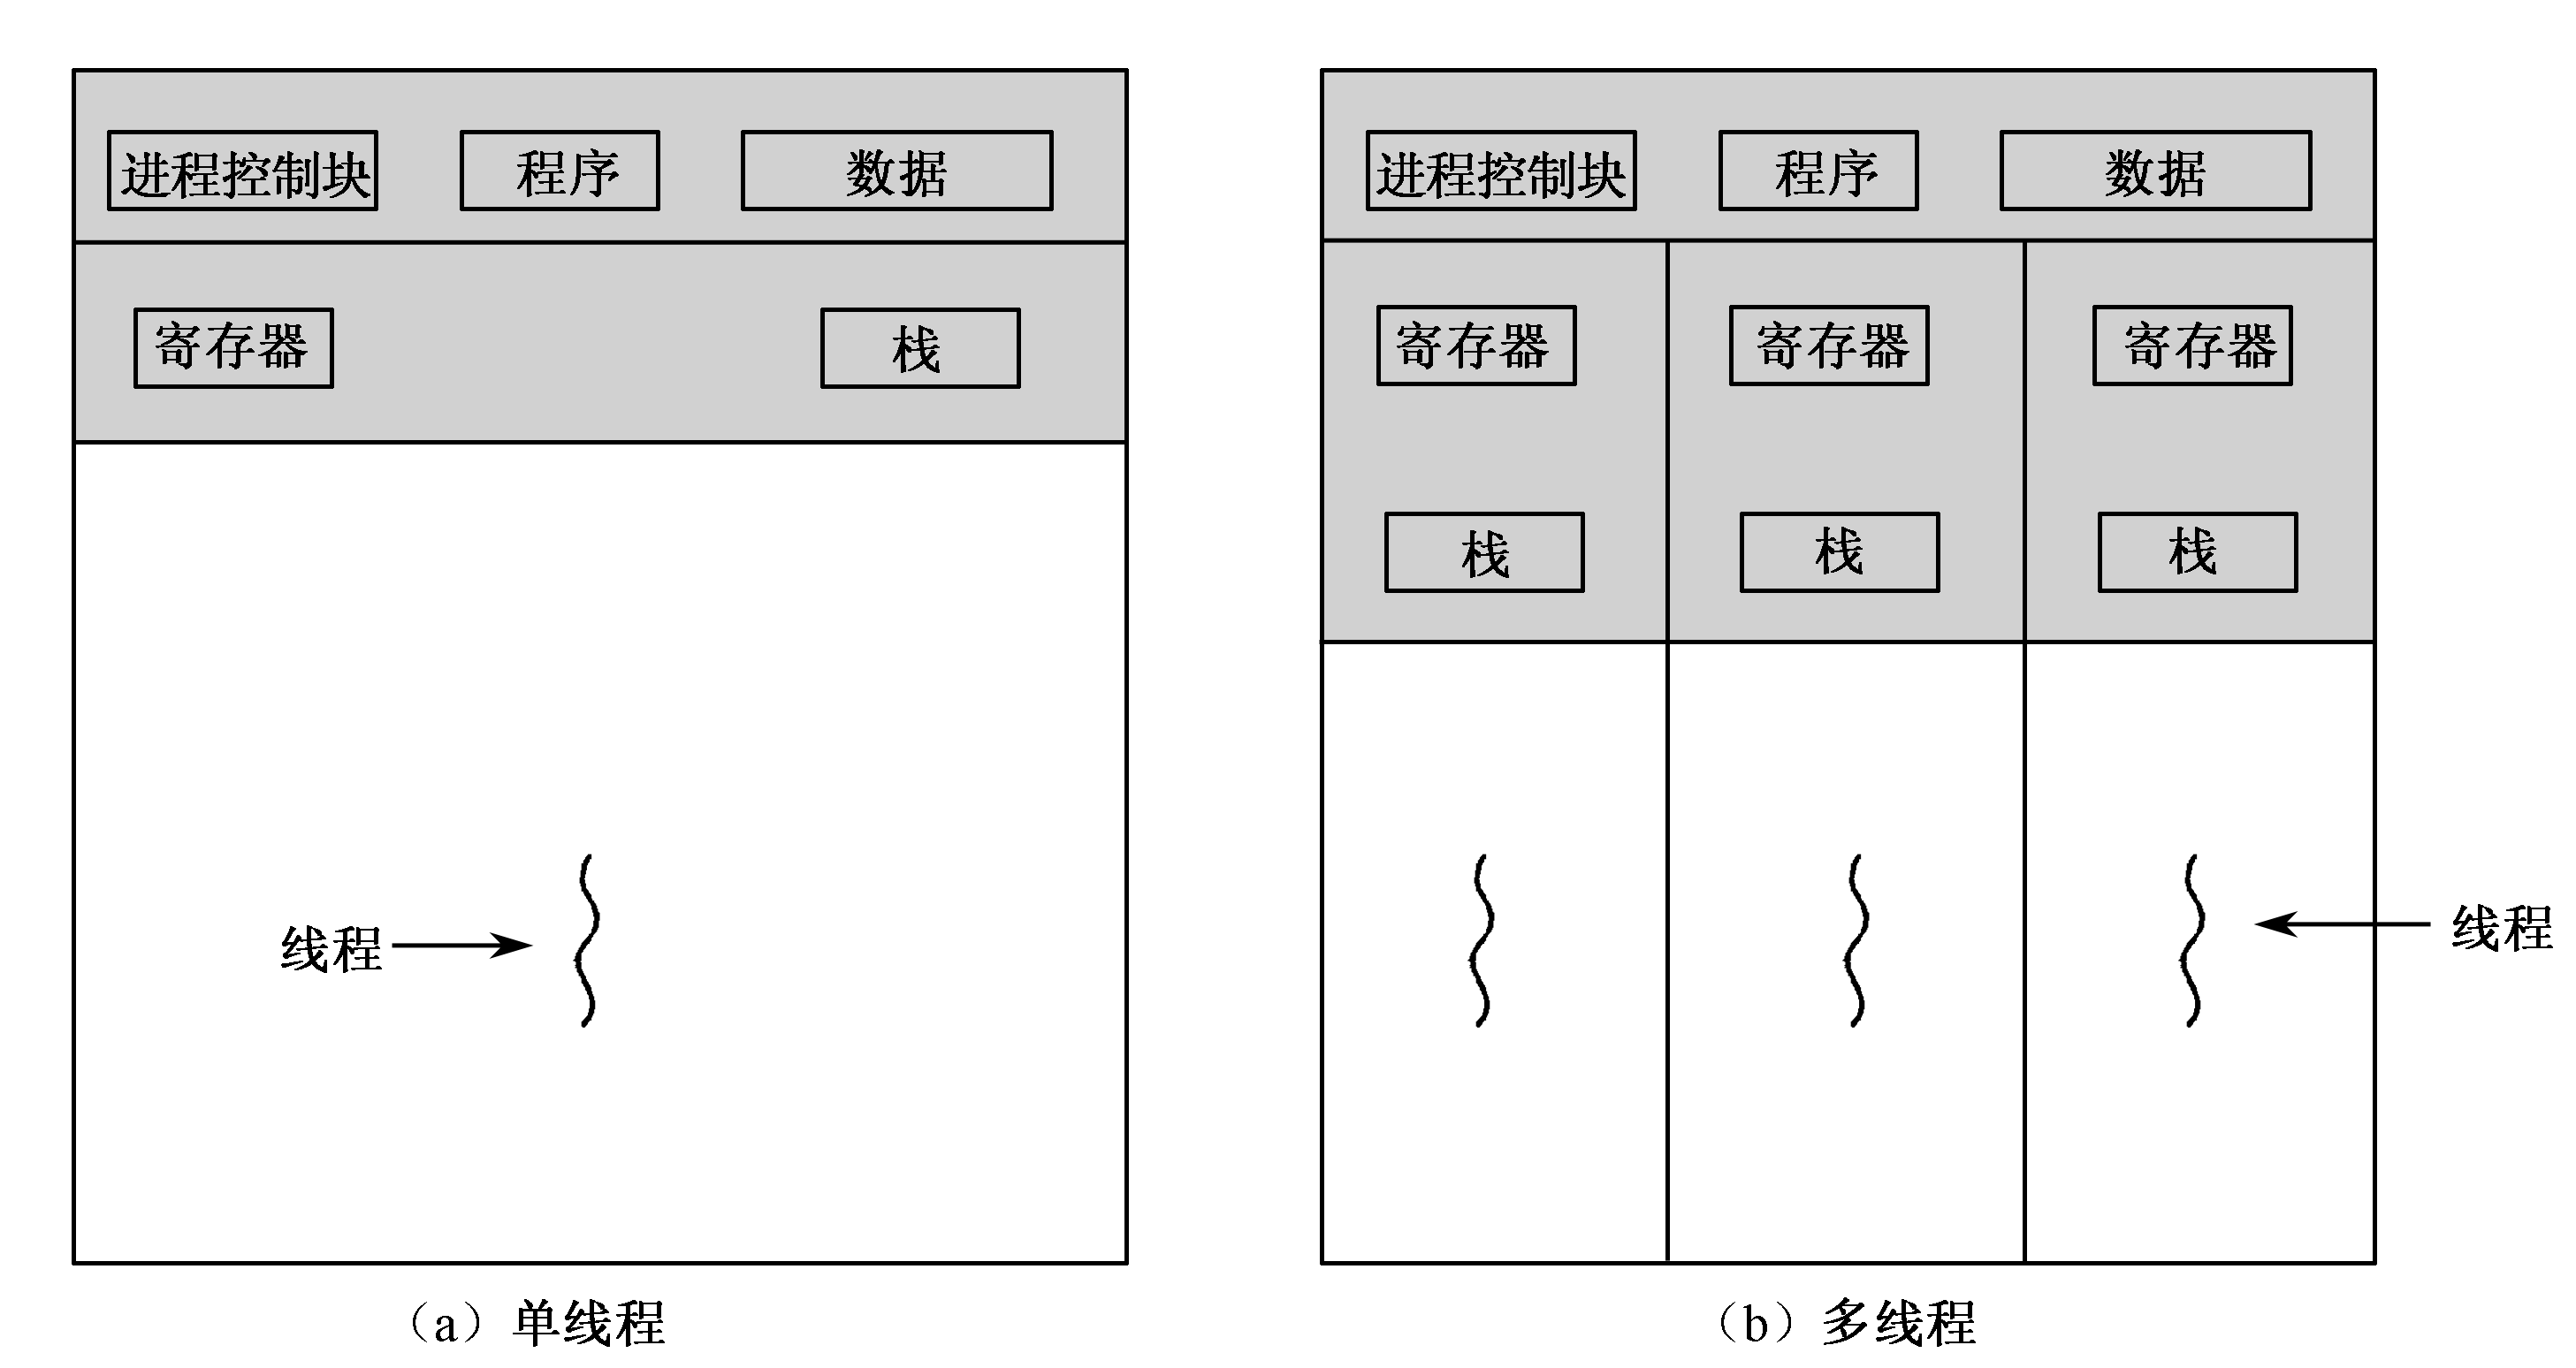 进程控制块 程序 数据
寄存器 栈
线程
(a)单线程
进程控制块 程序 数据
寄存器 寄存器 寄存器
栈 栈 栈
线程
(b)多线程